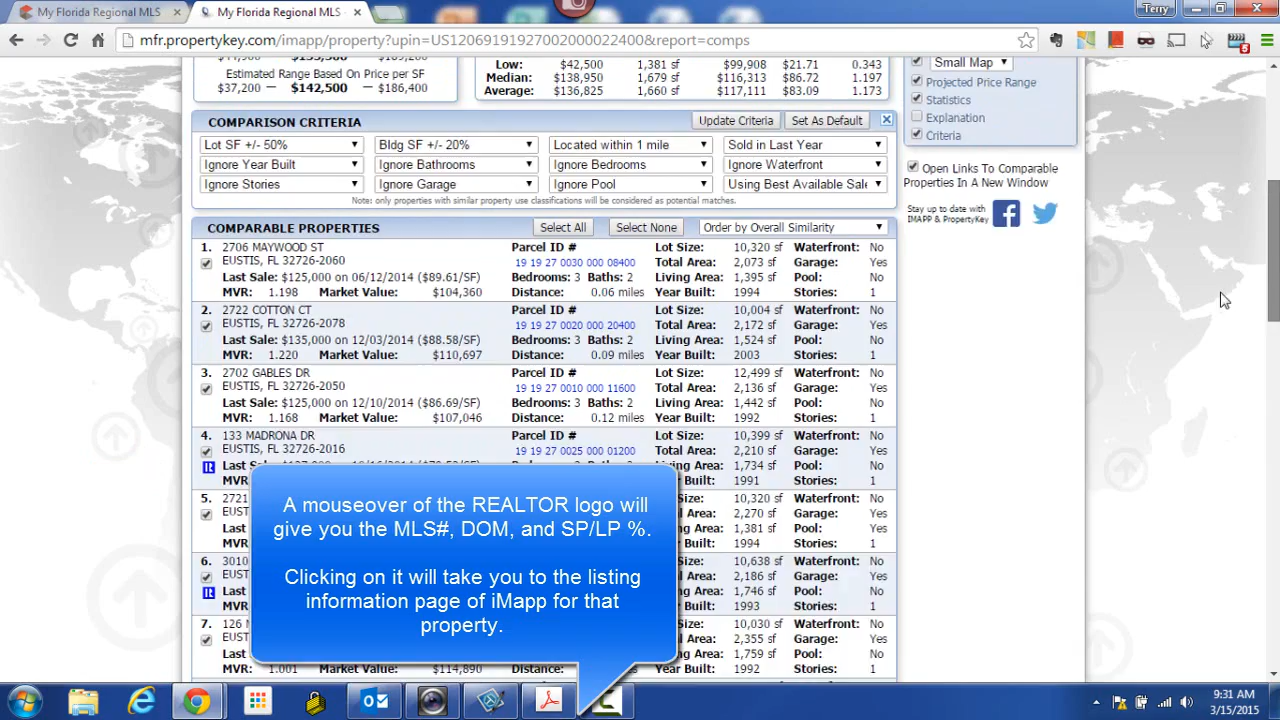 My Florida Regional MLS
My Florida Regional MLS
Terry
mfr.propertykey.com/imapp/property?upin=US12069191927002000022400&report=comps
Estimated Range Based On Price per SF
$37,200 — $142,500 — $186,400
Low: $42,500 1,381 sf $99,908 $21.71 0.343
Median: $138,950 1,679 sf $116,313 $86.72 1.197
Average: $136,825 1,660 sf $117,111 $83.09 1.173
Small Map
Projected Price Range
Statistics
Explanation
Criteria
Open Links To Comparable
Properties In A New Window
Stay up to date with
IMAPP & PropertyKey
COMPARISON CRITERIA Update Criteria Set As Default
Lot SF +/- 50% Bldg SF +/- 20% Located within 1 mile Sold in Last Year
Ignore Year Built Ignore Bathrooms Ignore Bedrooms Ignore Waterfront
Ignore Stories Ignore Garage Ignore Pool Using Best Available Sale
Note: only properties with similar property use classifications will be considered as potential matches.
COMPARABLE PROPERTIES Select All Select None Order by Overall Similarity
1. 2706 MAYWOOD ST Parcel ID # Lot Size: 10,320 sf Waterfront: No
EUSTIS, FL 32726-2060 19 19 27 0030 000 08400 Total Area: 2,073 sf Garage: Yes
Last Sale: $125,000 on 06/12/2014 ($89.61/SF) Bedrooms: 3 Baths: 2 Living Area: 1,395 sf Pool: No
MVR: 1.198 Market Value: $104,360 Distance: 0.06 miles Year Built: 1994 Stories: 1
2. 2722 COTTON CT Parcel ID # Lot Size: 10,004 sf Waterfront: No
EUSTIS, FL 32726-2078 19 19 27 0020 000 20400 Total Area: 2,172 sf Garage: Yes
Last Sale: $135,000 on 12/03/2014 ($88.58/SF) Bedrooms: 3 Baths: 2 Living Area: 1,524 sf Pool: No
MVR: 1.220 Market Value: $110,697 Distance: 0.09 miles Year Built: 2003 Stories: 1
3. 2702 GABLES DR Parcel ID # Lot Size: 12,499 sf Waterfront: No
EUSTIS, FL 32726-2050 19 19 27 0010 000 11600 Total Area: 2,136 sf Garage: Yes
Last Sale: $125,000 on 12/10/2014 ($86.69/SF) Bedrooms: 3 Baths: 2 Living Area: 1,442 sf Pool: No
MVR: 1.168 Market Value: $107,046 Distance: 0.12 miles Year Built: 1992 Stories: 1
4. 133 MADRONA DR Parcel ID # Lot Size: 10,399 sf Waterfront: No
EUSTIS, FL 32726-2016 19 19 27 0025 000 01200 Total Area: 2,210 sf Garage: Yes
Last Area: 1,734 sf Pool: No
Built: 1991 Stories: 1
5. 2721 Size: 10,320 sf Waterfront: No
EUST Area: 2,270 sf Garage: Yes
Last Area: 1,381 sf Pool: No
MVR: Built: 1994 Stories: 1
6. 3010 Size: 10,638 sf Waterfront: No
EUST Area: 2,186 sf Garage: Yes
Last Area: 1,746 sf Pool: No
MVR: Built: 1993 Stories: 1
7. 126 M Size: 10,030 sf Waterfront: No
EUST Area: 2,355 sf Garage: Yes
Last Area: 1,759 sf Pool: No
MVR: 1.001 Market Value: $114,890 Built: 1992 Stories: 1
A mouseover of the REALTOR logo will
give you the MLS#, DOM, and SP/LP %.
Clicking on it will take you to the listing
information page of iMapp for that
property.
9:31 AM
3/15/2015